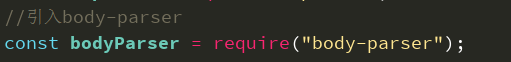 //引入body-parser
const bodyParser = require("body-parser");